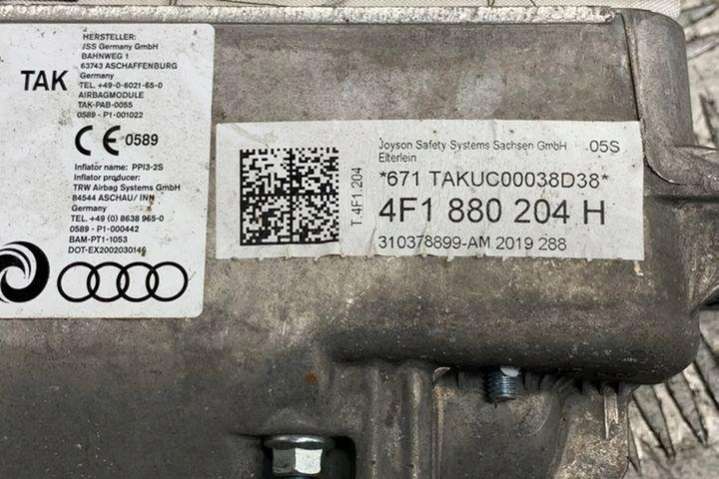 TAK
HERSTELLER:
JSS Germany GmbH
BAHNWEG 1
63743 ASCHAFFENBURG
Germany
TEL. +49-0-6021-65-0
AIRBAGMODULE
TAK-PAB-0055
0589 - P1-001022
CE 0589
Inflator name: PPI3-2S
Inflator producer:
TRW Airbag Systems GmbH
84544 ASCHAU/ INN
Germany
TEL. +49 (0) 8638 965-0
0589 - P1-000442
BAM-PT1-1053
DOT-EX2002030146
T.4F1.204
Joyson Safety Systems Sachsen GmbH .05S
Elterlein
*671 TAKUC00038D38*
4F1 880 204 H
310378899-AM 2019 288